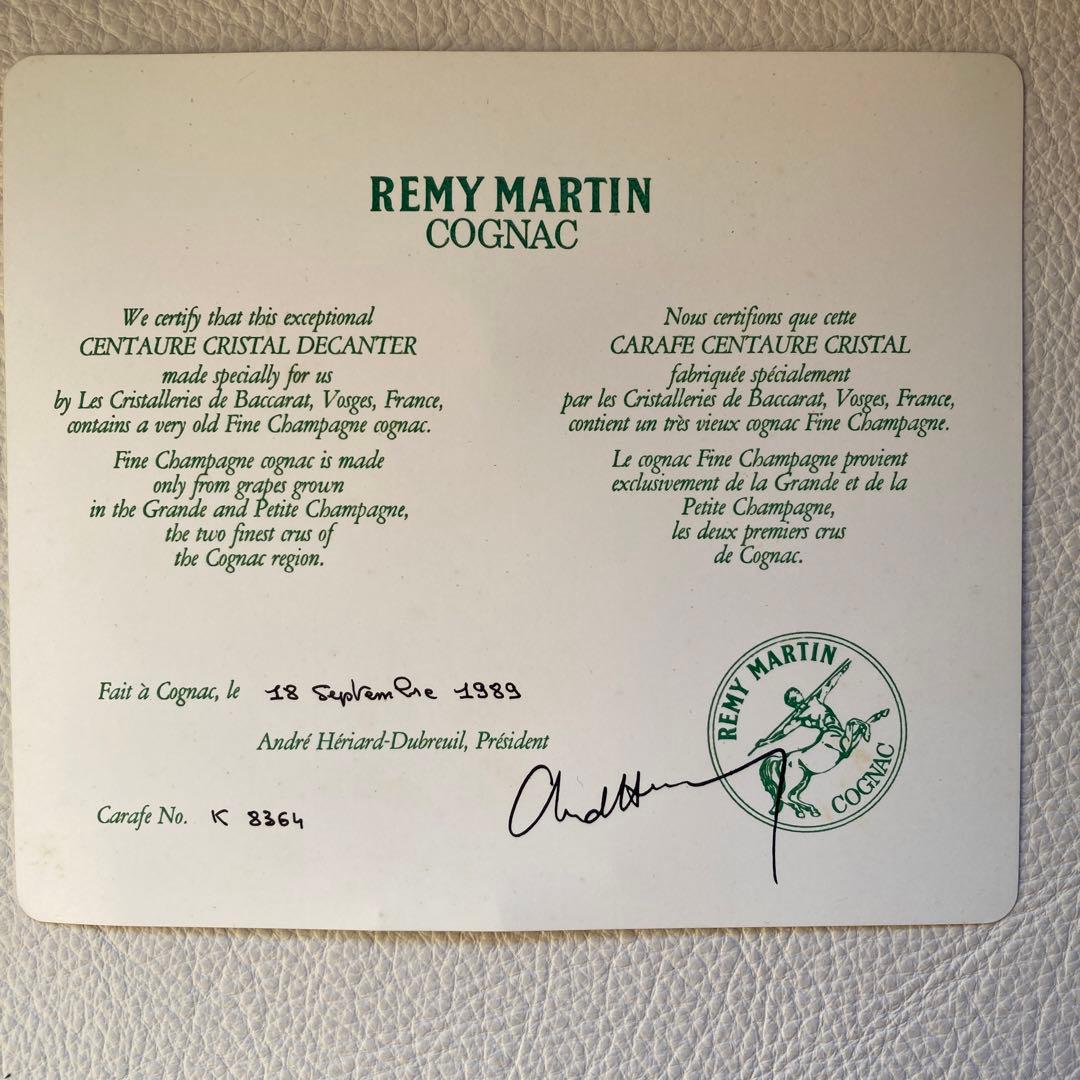 REMY MARTIN
COGNAC
We certify that this exceptional
CENTAURE CRISTAL DECANTER
made specially for us
by Les Cristalleries de Baccarat, Vosges, France,
contains a very old Fine Champagne cognac.
Fine Champagne cognac is made
only from grapes grown
in the Grande and Petite Champagne,
the two finest crus of
the Cognac region.
Nous certifions que cette
CARAFE CENTAURE CRISTAL
fabriquée spécialement
par les Cristalleries de Baccarat, Vosges, France,
contient un très vieux cognac Fine Champagne.
Le cognac Fine Champagne provient
exclusivement de la Grande et de la
Petite Champagne,
les deux premiers crus
de Cognac.
Fait à Cognac, le 18 Septembre 1989
André Hériard-Dubreuil, Président
Carafe No. K 8364
REMY MARTIN
COGNAC